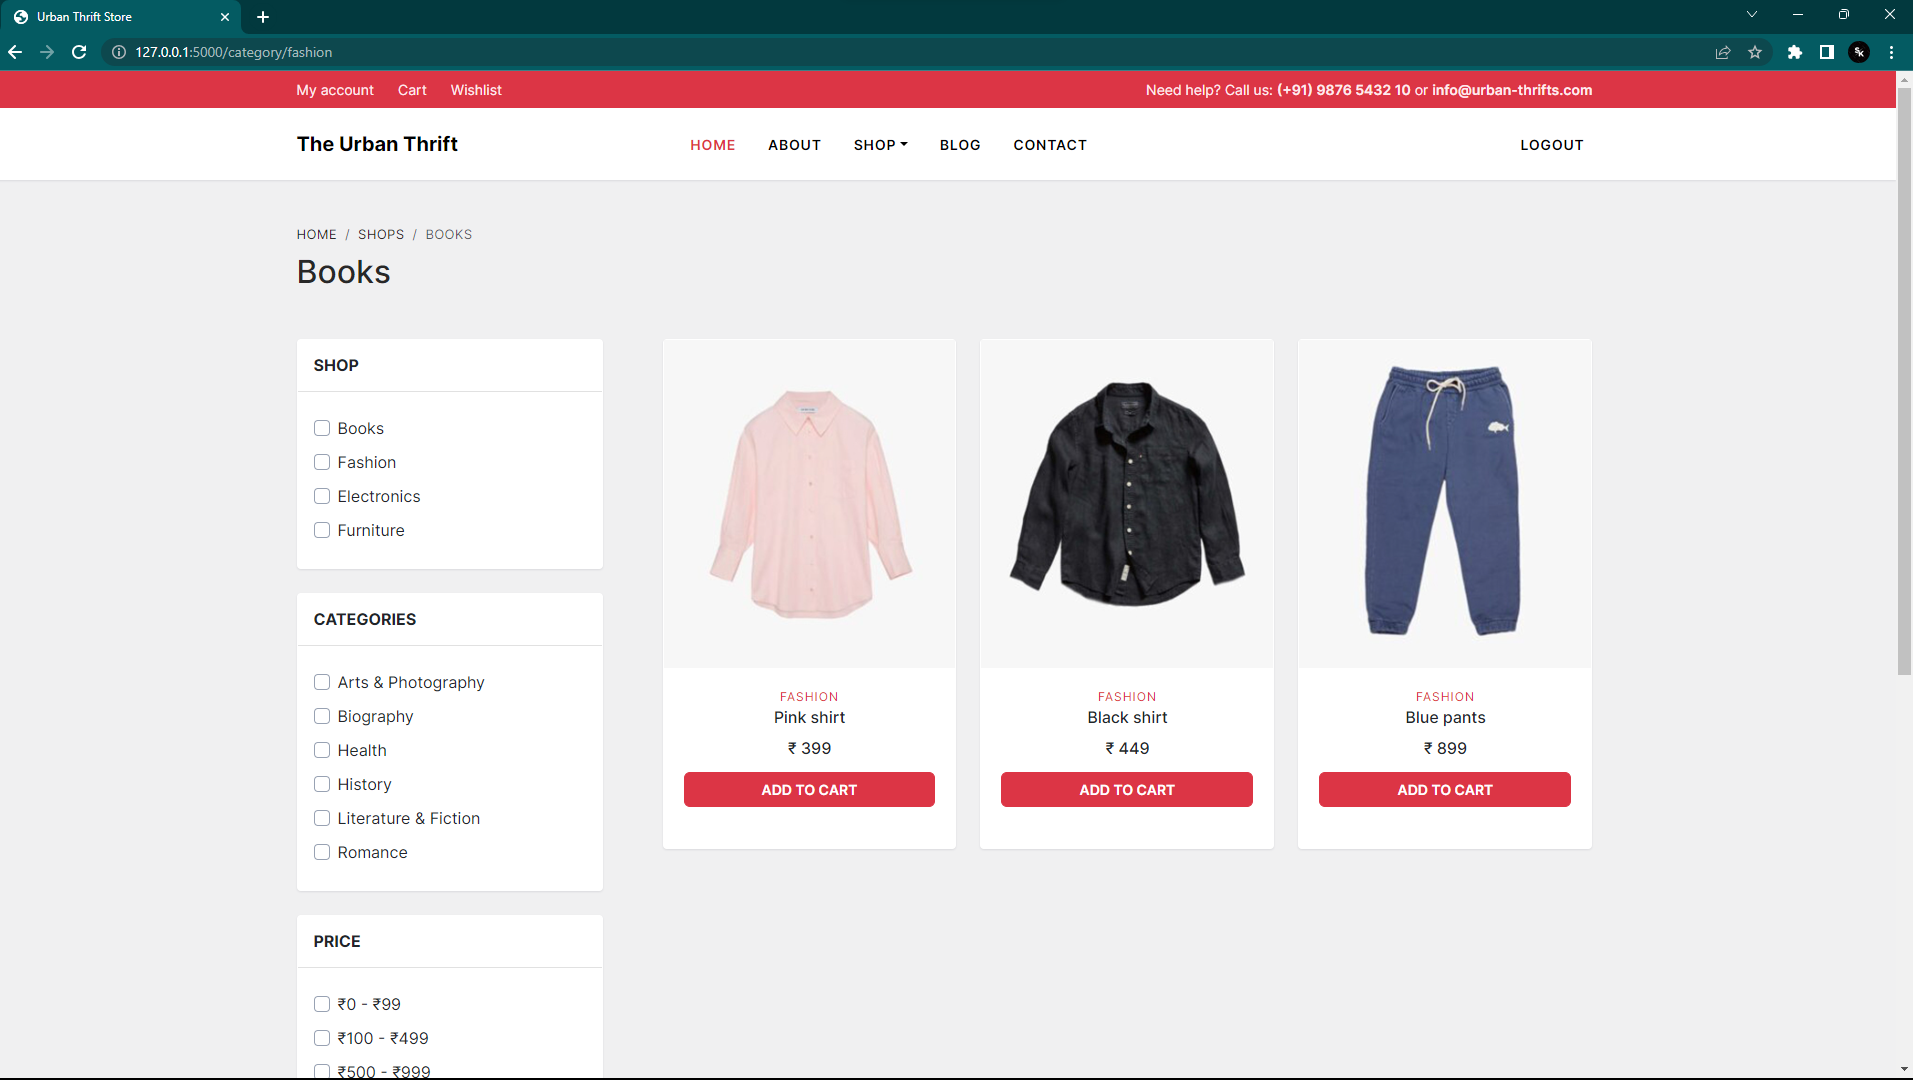 Urban Thrift Store
127.0.0.1:5000/category/fashion
My account Cart Wishlist Need help? Call us: (+91) 9876 5432 10 or info@urban-thrifts.com
The Urban Thrift HOME ABOUT SHOP BLOG CONTACT LOGOUT
HOME / SHOPS / BOOKS
Books
SHOP
Books
Fashion
Electronics
Furniture
CATEGORIES
Arts & Photography
Biography
Health
History
Literature & Fiction
Romance
PRICE
₹0 - ₹99
₹100 - ₹499
₹500 - ₹999
FASHION
Pink shirt
₹ 399
ADD TO CART
FASHION
Black shirt
₹ 449
ADD TO CART
FASHION
Blue pants
₹ 899
ADD TO CART